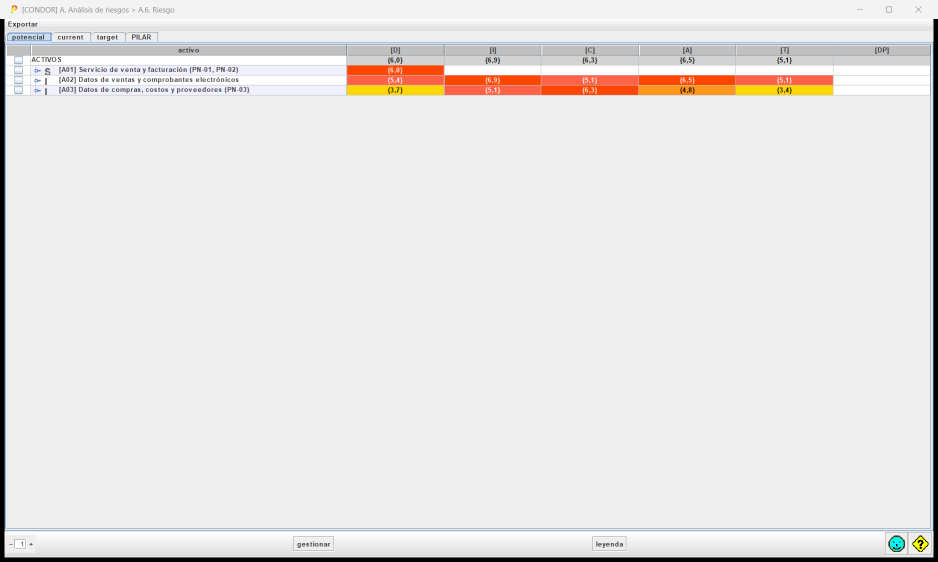 [CONDOR] A. Análisis de riesgos > A.6. Riesgo
Exportar
potencial current target PILAR
activo [D] [I] [C] [A] [T] [DP]
ACTIVOS {6,0} {6,9} {6,3} {6,5} {5,1}
S [A01] Servicio de venta y facturación (PN-01, PN-02) {6,0}
I [A02] Datos de ventas y comprobantes electrónicos {5,4} {6,9} {5,1} {6,5} {5,1}
I [A03] Datos de compras, costos y proveedores (PN-03) {3,7} {5,1} {6,3} {4,8} {3,4}
− 1 + gestionar leyenda ?